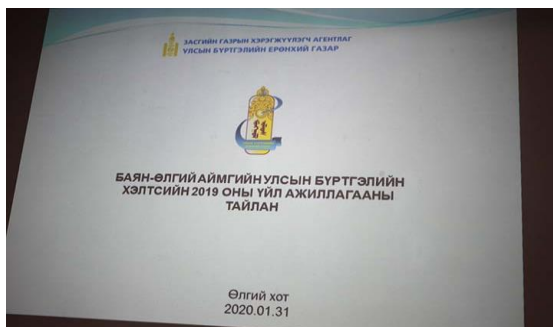 ЗАСГИЙН ГАЗРЫН ХЭРЭГЖҮҮЛЭГЧ АГЕНТЛАГ
УЛСЫН БҮРТГЭЛИЙН ЕРӨНХИЙ ГАЗАР
БАЯН-ӨЛГИЙ АЙМГИЙН УЛСЫН БҮРТГЭЛИЙН
ХЭЛТСИЙН 2019 ОНЫ ҮЙЛ АЖИЛЛАГААНЫ
ТАЙЛАН
Өлгий хот
2020.01.31